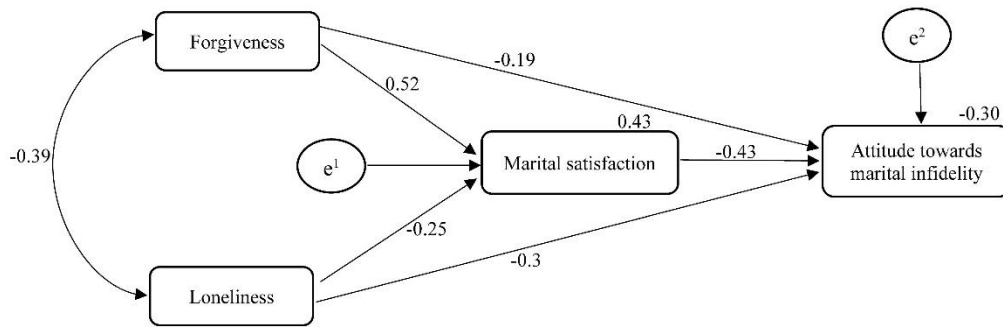 Forgiveness
e²
-0.19
0.52
-0.30
0.43
-0.39
e¹
Marital satisfaction
-0.43
Attitude towards
marital infidelity
-0.25
-0.3
Loneliness